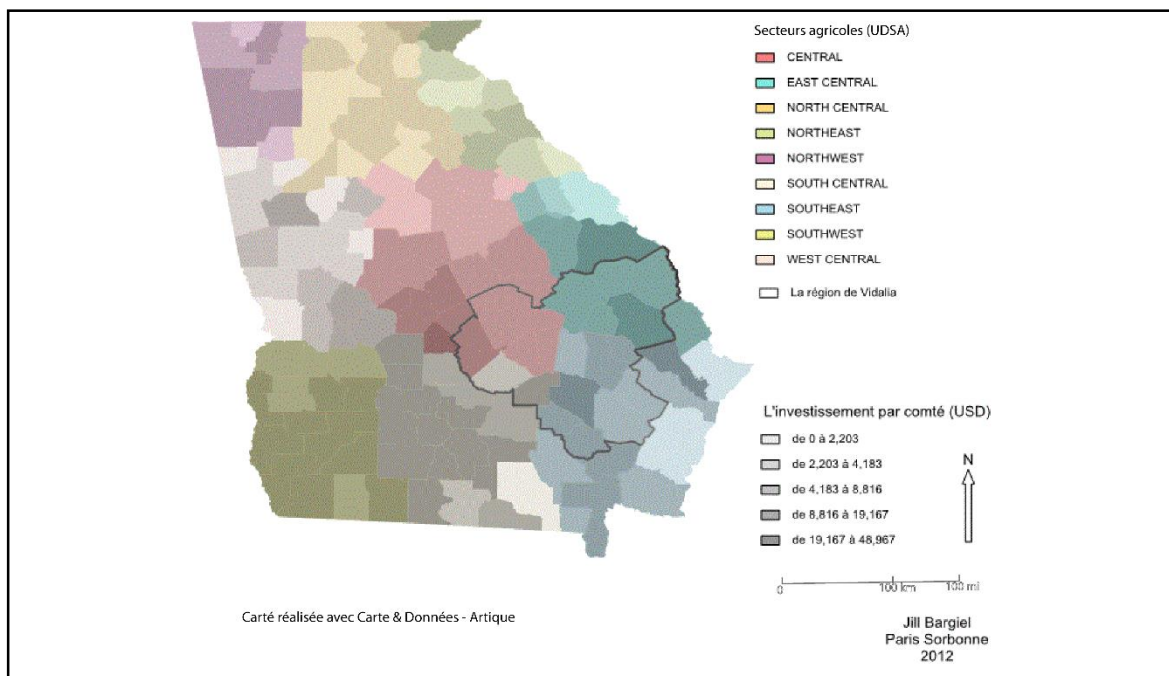 Secteurs agricoles (UDSA)
CENTRAL
EAST CENTRAL
NORTH CENTRAL
NORTHEAST
NORTHWEST
SOUTH CENTRAL
SOUTHEAST
SOUTHWEST
WEST CENTRAL
La région de Vidalia
L'investissement par comté (USD)
de 0 à 2,203
de 2,203 à 4,183
de 4,183 à 8,816
de 8,816 à 19,167
de 19,167 à 48,967
N
0 100 km 100 mi
Carté réalisée avec Carte & Données - Artique
Jill Bargiel
Paris Sorbonne
2012